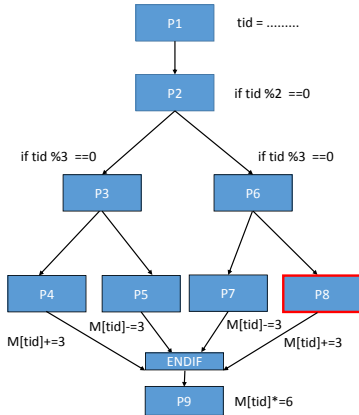 P1 tid = .........
P2 if tid %2 ==0
if tid %3 ==0 if tid %3 ==0
P3 P6
P4 P5 P7 P8
M[tid]+=3 M[tid]-=3 M[tid]-=3 M[tid]+=3
ENDIF
P9 M[tid]*=6